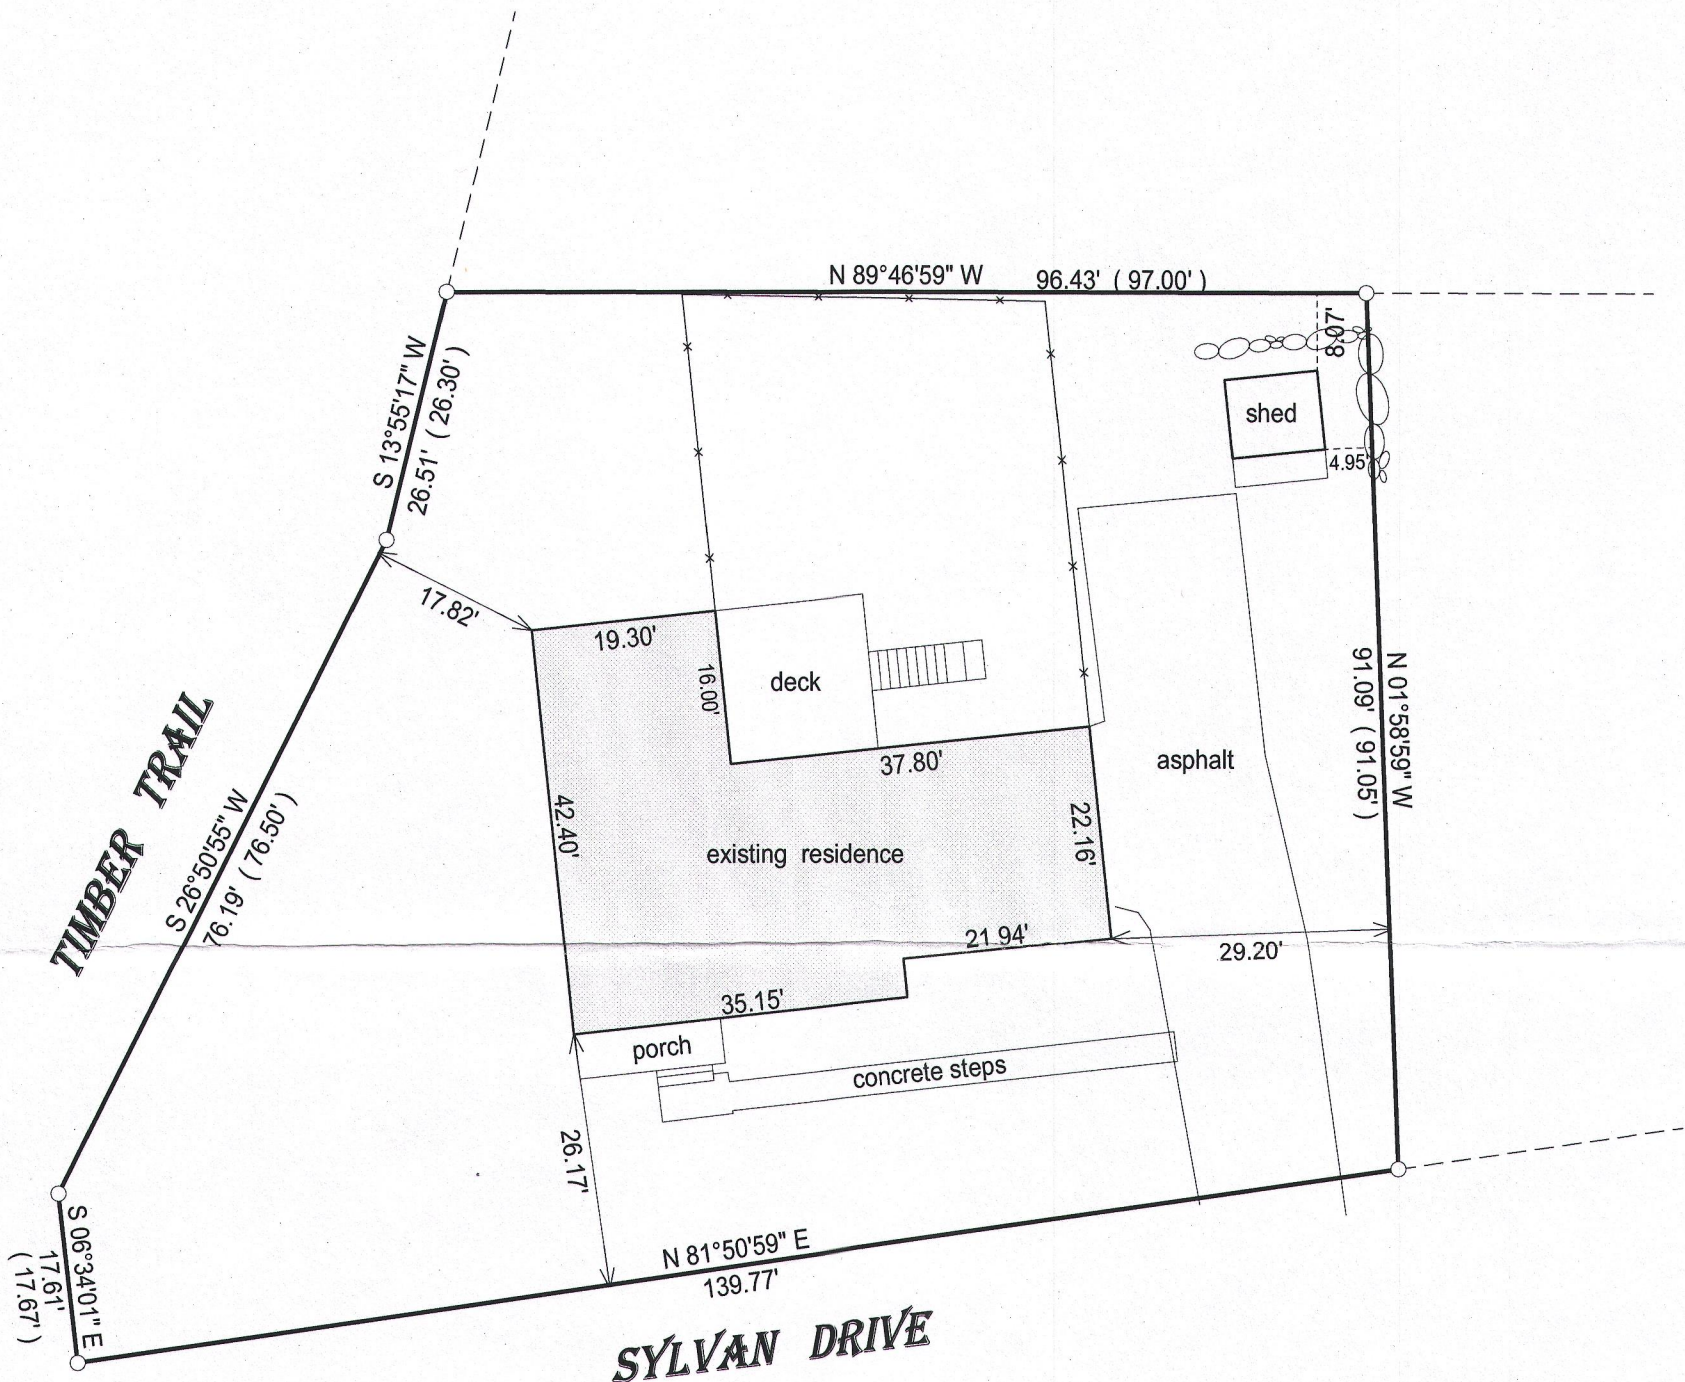 N 89°46'59" W 96.43' ( 97.00' )
8.07'
S 13°55'17" W
26.51' ( 26.30' )
shed
4.95'
17.82'
19.30'
16.00'
deck
N 01°58'59" W
91.09' ( 91.05' )
TIMBER TRAIL
37.80'
asphalt
S 26°50'55" W
76.19' ( 76.50' )
42.40'
22.16'
existing residence
21.94'
29.20'
35.15'
porch
concrete steps
26.17'
S 06°34'01" E
17.61'
( 17.67' )
N 81°50'59" E
139.77'
SYLVAN DRIVE